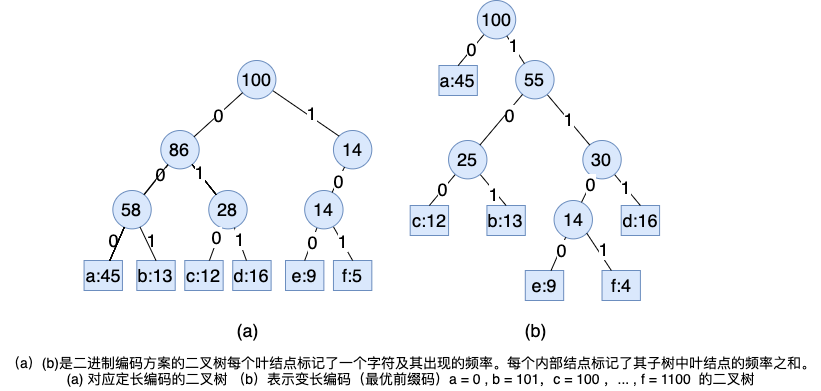 100
100
0
1
a:45
55
0
1
0
1
86
14
25
30
0
1
0
0
1
0
1
58
28
14
c:12
b:13
14
d:16
0
1
0
1
0
1
0
1
a:45
b:13
c:12
d:16
e:9
f:5
e:9
f:4
(a)
(b)
（a）(b)是二进制编码方案的二叉树每个叶结点标记了一个字符及其出现的频率。每个内部结点标记了其子树中叶结点的频率之和。
(a) 对应定长编码的二叉树 （b）表示变长编码（最优前缀码）a = 0 , b = 101，c = 100 ，... , f = 1100 的二叉树